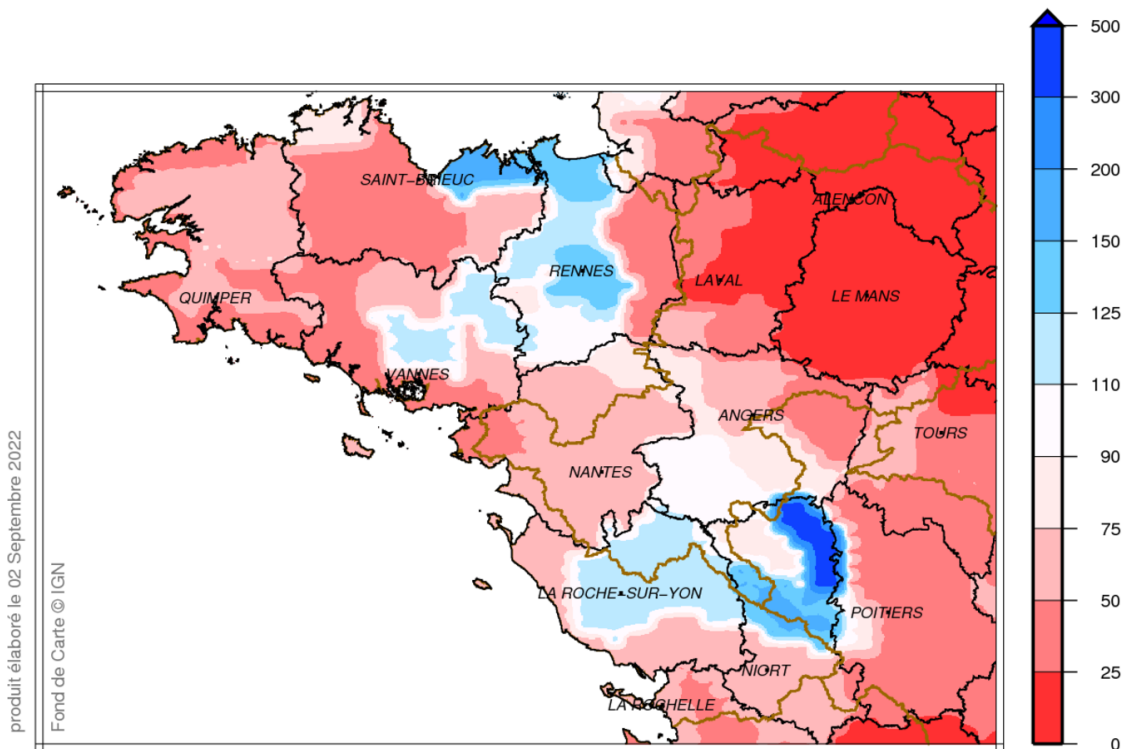 500
300
200
150
125
110
90
75
50
25
0
SAINT-BRIEUC
ALENCON
RENNES
LAVAL
QUIMPER
LE MANS
VANNES
ANGERS
TOURS
NANTES
LA ROCHE-SUR-YON
POITIERS
NIORT
LA ROCHELLE
produit élaboré le 02 Septembre 2022
Fond de Carte © IGN